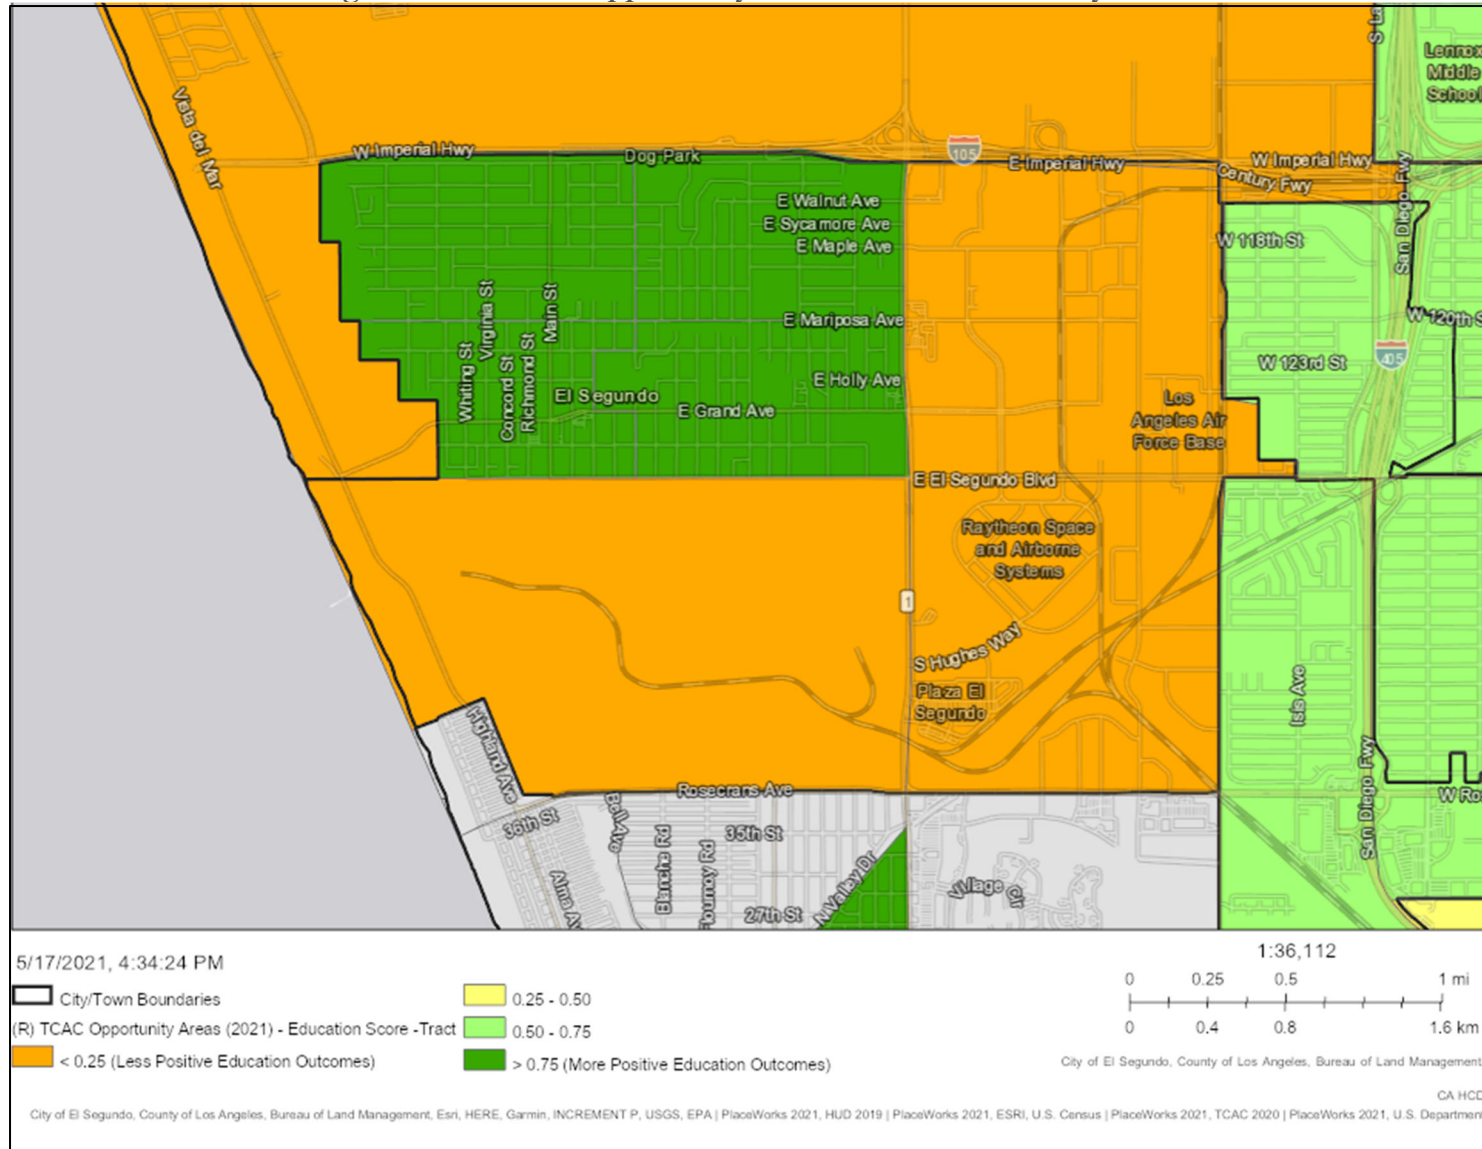 S La
Lennox
Middle
School
Vista del Mar
W Imperial Hwy
Dog Park
105
E Imperial Hwy
W Imperial Hwy
Century Fwy
San Diego Fwy
E Walnut Ave
E Sycamore Ave
E Maple Ave
W 118th St
Virginia St
Main St
E Mariposa Ave
W 120th S
Whiting St
Concord St
Richmond St
405
W 123rd St
El Segundo
E Holly Ave
E Grand Ave
Los
Angeles Air
Force Base
E El Segundo Blvd
Raytheon Space
and Airborne
Systems
1
S Hughes Way
Plaza El
Segundo
Isis Ave
Highland Ave
Rosecrans Ave
San Diego Fwy
W Ro
36th St
Bell Ave
Blanche Rd
Flournoy Rd
35th St
27th St
N Valley Dr
Village Cir
Alma Av
5/17/2021, 4:34:24 PM
City/Town Boundaries
(R) TCAC Opportunity Areas (2021) - Education Score -Tract
< 0.25 (Less Positive Education Outcomes)
0.25 - 0.50
0.50 - 0.75
> 0.75 (More Positive Education Outcomes)
1:36,112
0 0.25 0.5 1 mi
0 0.4 0.8 1.6 km
City of El Segundo, County of Los Angeles, Bureau of Land Management
CA HCD
City of El Segundo, County of Los Angeles, Bureau of Land Management, Esri, HERE, Garmin, INCREMENT P, USGS, EPA | PlaceWorks 2021, HUD 2019 | PlaceWorks 2021, ESRI, U.S. Census | PlaceWorks 2021, TCAC 2020 | PlaceWorks 2021, U.S. Department